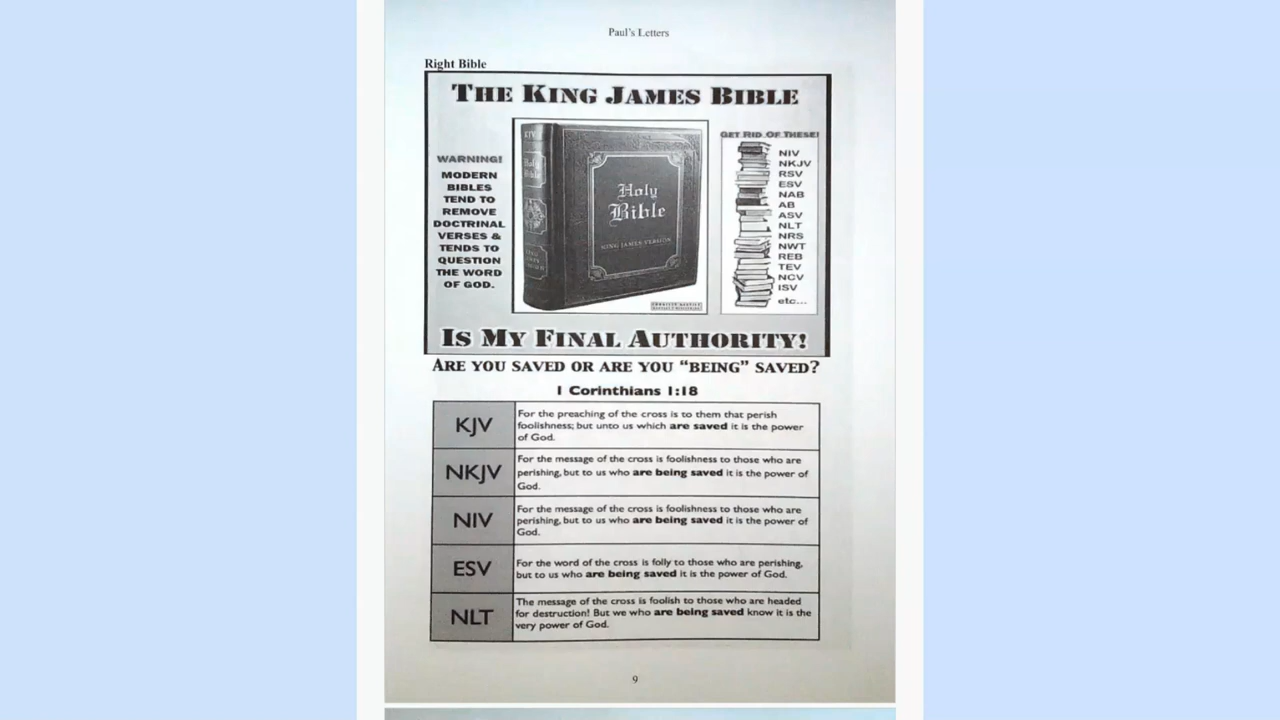 Paul's Letters
Right Bible
THE KING JAMES BIBLE
WARNING!
MODERN
BIBLES
TEND TO
REMOVE
DOCTRINAL
VERSES &
TENDS TO
QUESTION
THE WORD
OF GOD.
KJV
Holy
Bible
Holy
Bible
KING JAMES VERSION
GET RID OF THESE!
NIV
NKJV
RSV
ESV
NAB
AB
ASV
NLT
NRS
NWT
REB
TEV
NCV
ISV
etc...
IS MY FINAL AUTHORITY!
ARE YOU SAVED OR ARE YOU "BEING" SAVED?
1 Corinthians 1:18
KJV
For the preaching of the cross is to them that perish
foolishness; but unto us which are saved it is the power
of God.
NKJV
For the message of the cross is foolishness to those who are
perishing, but to us who are being saved it is the power of
God.
NIV
For the message of the cross is foolishness to those who are
perishing, but to us who are being saved it is the power of
God.
ESV
For the word of the cross is folly to those who are perishing,
but to us who are being saved it is the power of God.
NLT
The message of the cross is foolish to those who are headed
for destruction! But we who are being saved know it is the
very power of God.
9